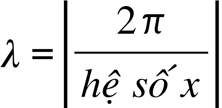 λ = | 2π / hệ số x |